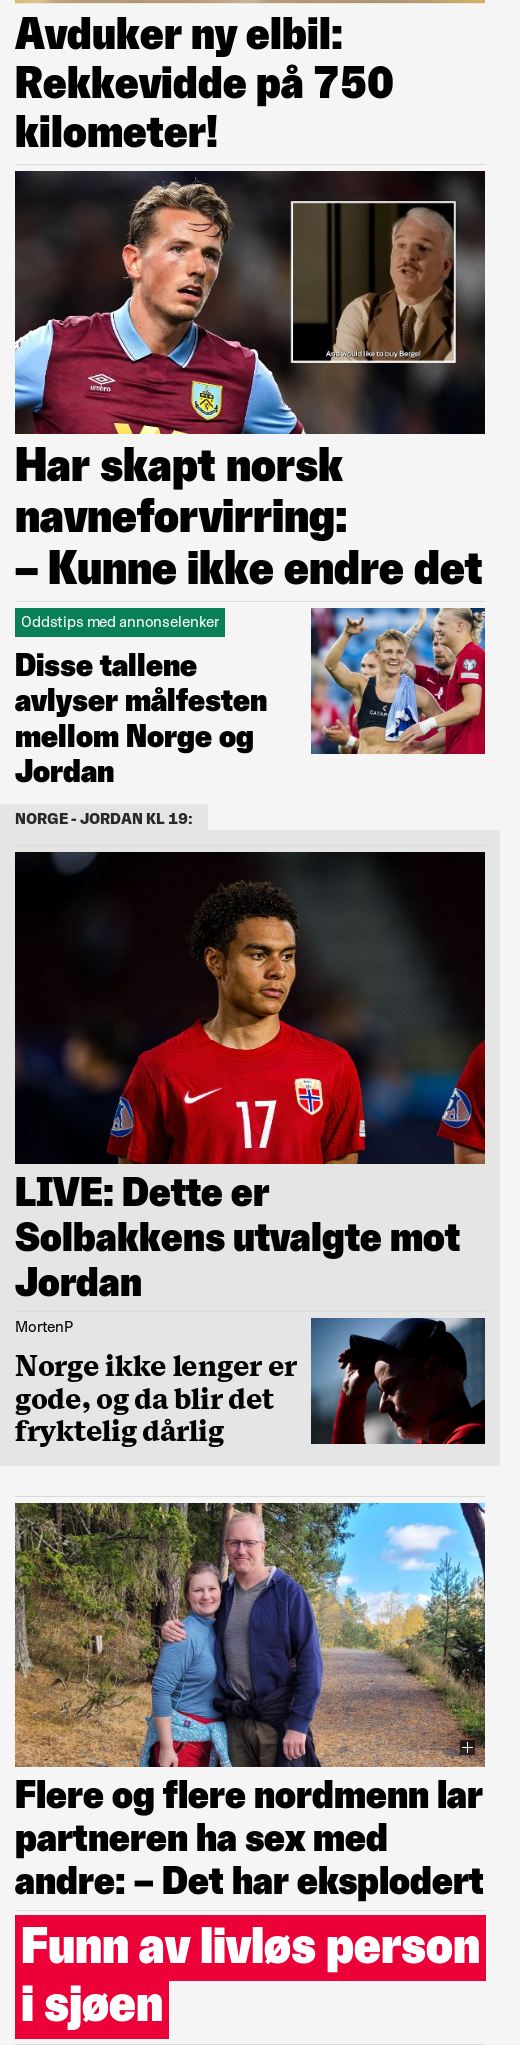 Avduker ny elbil:
Rekkevidde på 750
kilometer!
umbro
And would like to buy Berge!
Har skapt norsk
navneforvirring:
– Kunne ikke endre det
Oddstips med annonselenker
Disse tallene
avlyser målfesten
mellom Norge og
Jordan
CATAPULT
NORGE - JORDAN KL 19:
17
LIVE: Dette er
Solbakkens utvalgte mot
Jordan
MortenP
Norge ikke lenger er
gode, og da blir det
fryktelig dårlig
Flere og flere nordmenn lar
partneren ha sex med
andre: – Det har eksplodert
Funn av livløs person
i sjøen